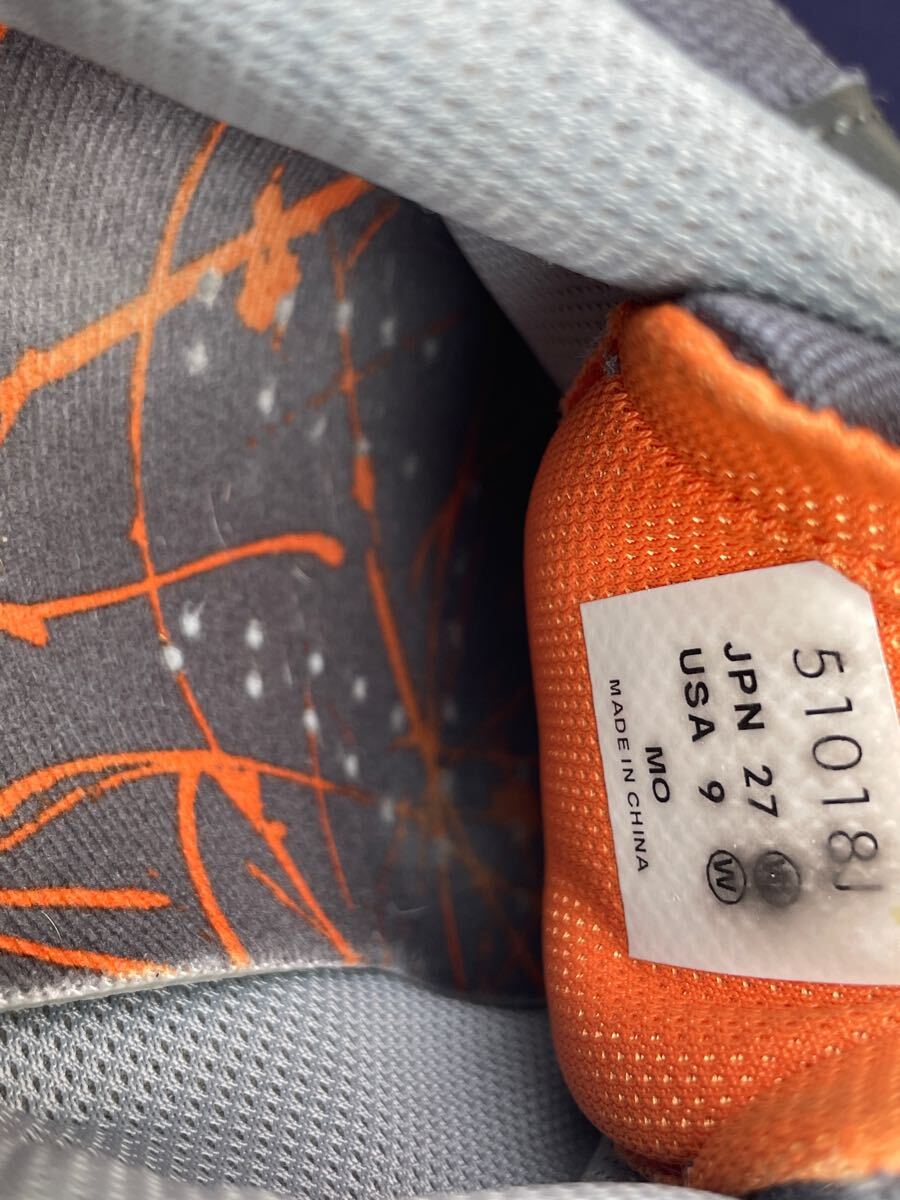 51018J
JPN 27
USA 9 W
MO
MADE IN CHINA